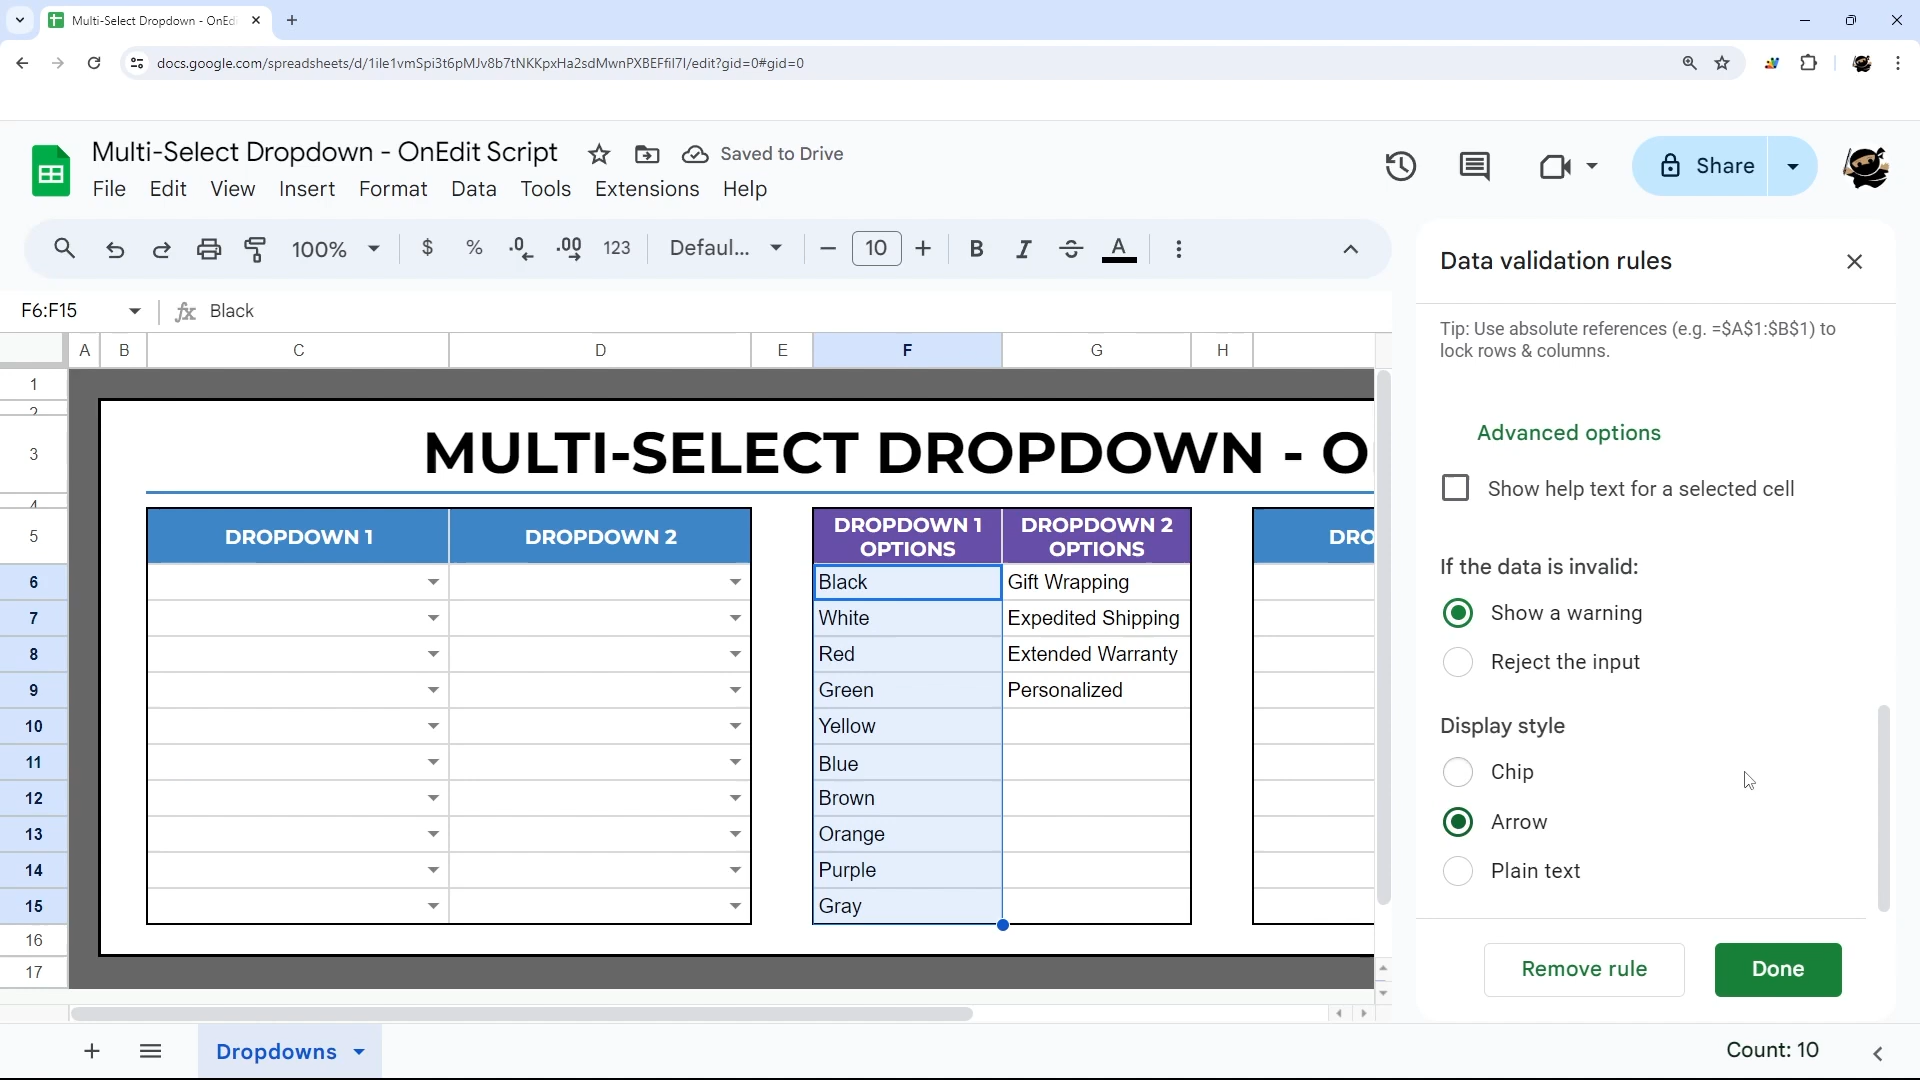 Multi-Select Dropdown - OnEd
docs.google.com/spreadsheets/d/1ile1vmSpi3t6pMJv8b7tNKKpxHa2sdMwnPXBEFfil7I/edit?gid=0#gid=0
Multi-Select Dropdown - OnEdit Script
Saved to Drive
File Edit View Insert Format Data Tools Extensions Help
Share
100% $ % .0 .00 123 Defaul... 10 B I S A
F6:F15 fx Black
A B C D E F G H
1
2
3 MULTI-SELECT DROPDOWN - O
4
5 DROPDOWN 1 DROPDOWN 2 DROPDOWN 1 OPTIONS DROPDOWN 2 OPTIONS DRO
6 Black Gift Wrapping
7 White Expedited Shipping
8 Red Extended Warranty
9 Green Personalized
10 Yellow
11 Blue
12 Brown
13 Orange
14 Purple
15 Gray
16
17
Dropdowns
Count: 10
Data validation rules
Tip: Use absolute references (e.g. =$A$1:$B$1) to
lock rows & columns.
Advanced options
Show help text for a selected cell
If the data is invalid:
Show a warning
Reject the input
Display style
Chip
Arrow
Plain text
Remove rule Done